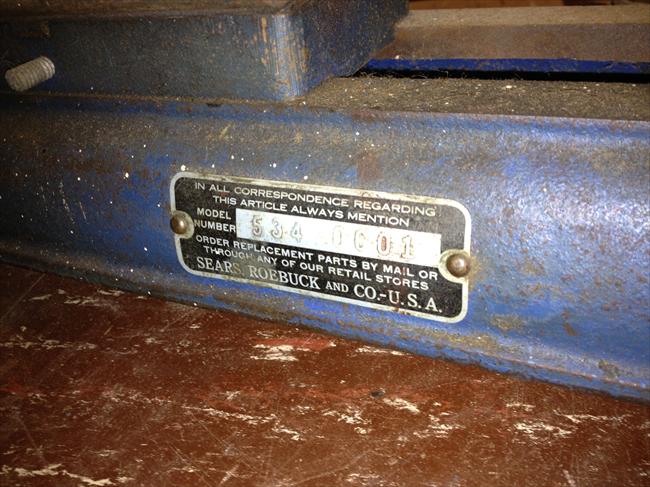 IN ALL CORRESPONDENCE REGARDING
THIS ARTICLE ALWAYS MENTION
MODEL NUMBER 534 0601
ORDER REPLACEMENT PARTS BY MAIL OR
THROUGH ANY OF OUR RETAIL STORES
SEARS, ROEBUCK AND CO.-U.S.A.